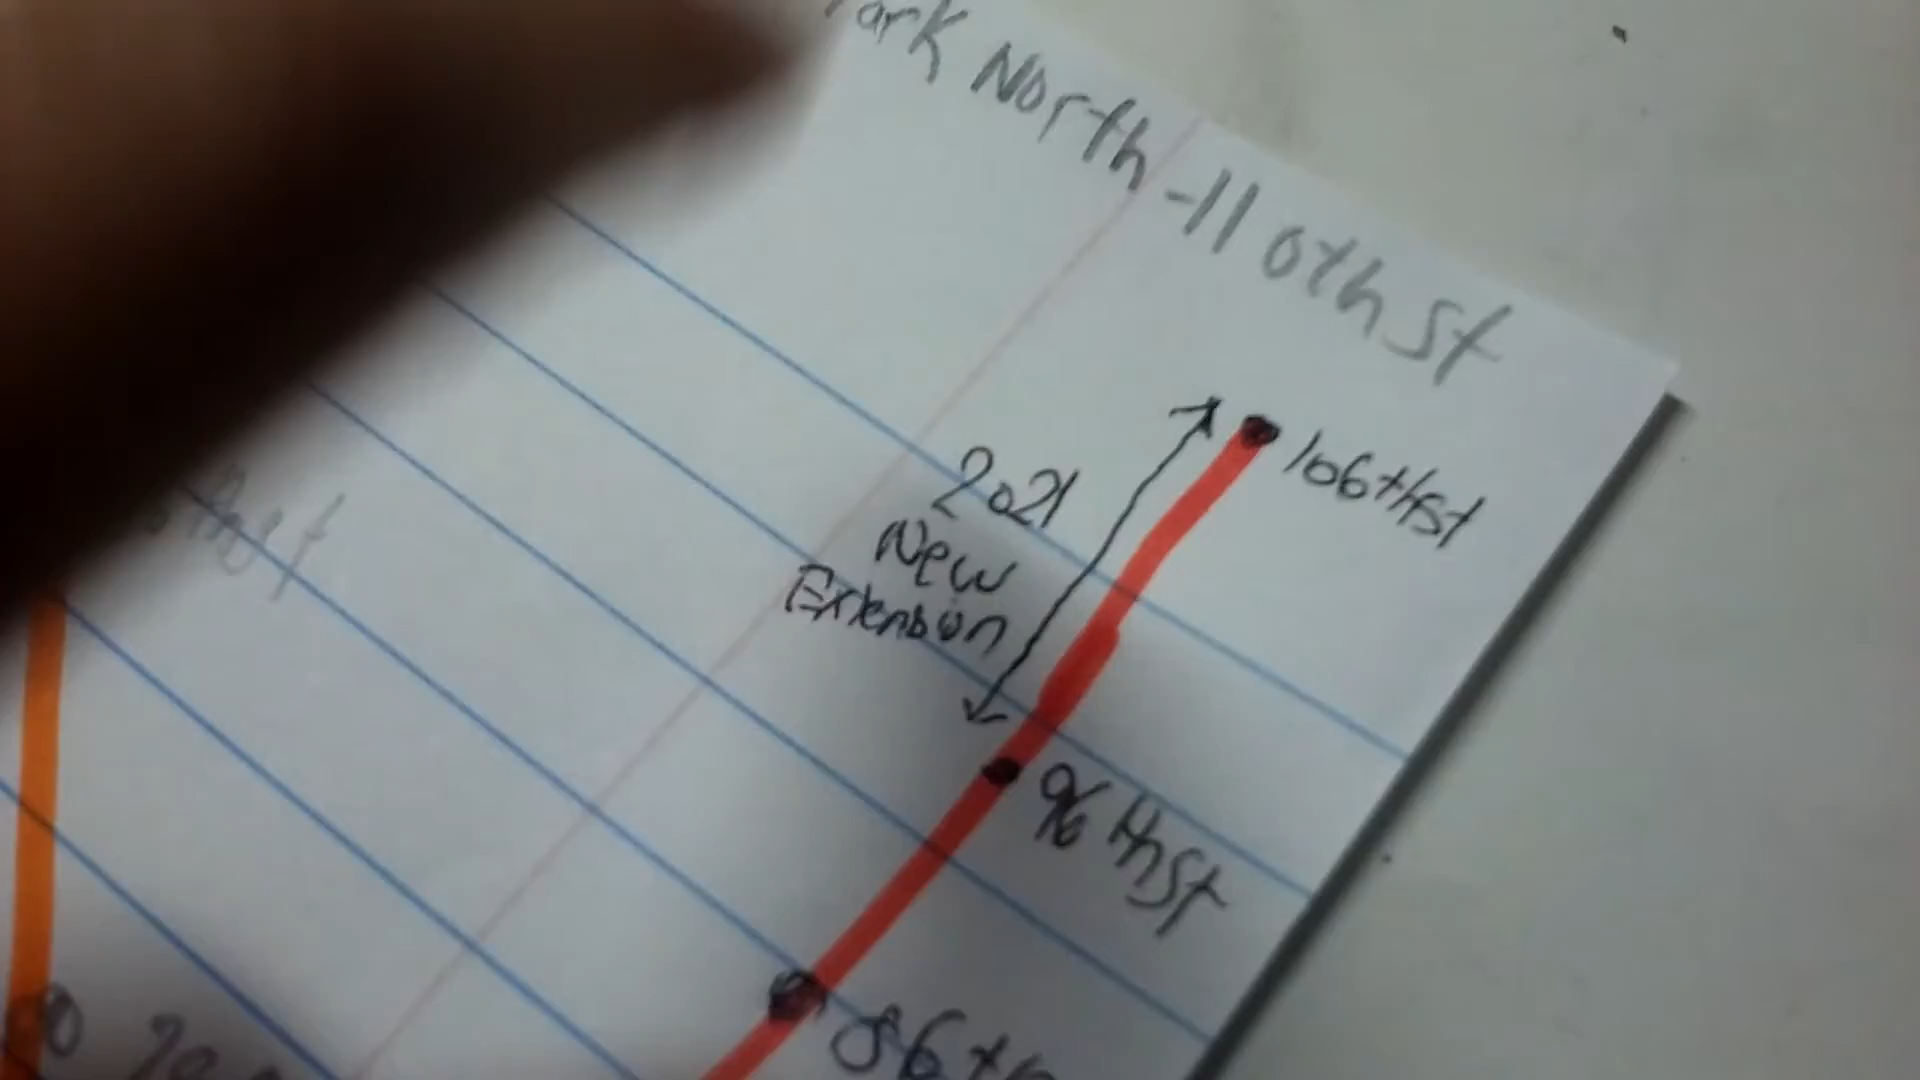 ark North-110th St
106th St
2021
New
Extension
96th St
86th